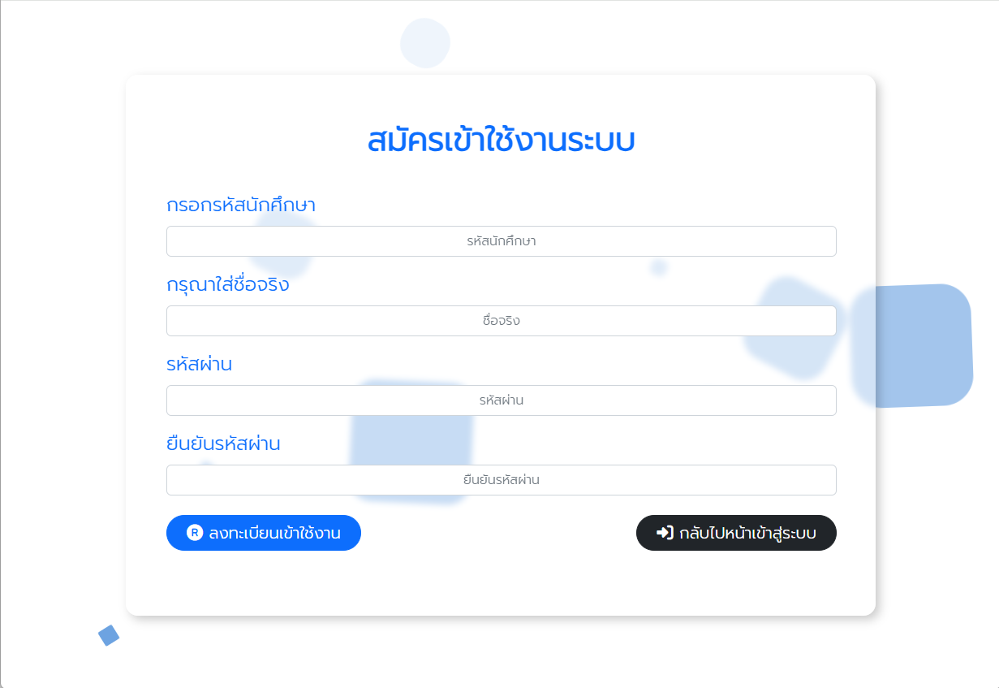 สมัครเข้าใช้งานระบบ
กรอกรหัสนักศึกษา
รหัสนักศึกษา
กรุณาใส่ชื่อจริง
ชื่อจริง
รหัสผ่าน
รหัสผ่าน
ยืนยันรหัสผ่าน
ยืนยันรหัสผ่าน
R ลงทะเบียนเข้าใช้งาน กลับไปหน้าเข้าสู่ระบบ